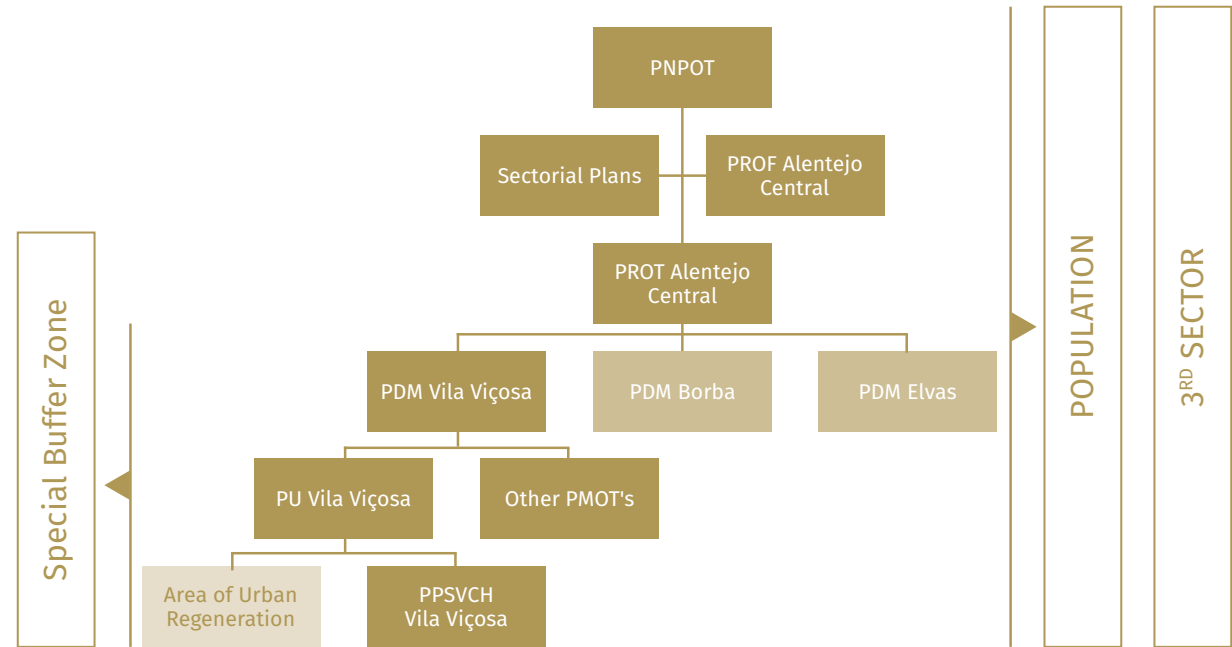 PNPOT
Sectorial Plans
PROF Alentejo
Central
PROT Alentejo
Central
PDM Vila Viçosa
PDM Borba
PDM Elvas
PU Vila Viçosa
Other PMOT's
Area of Urban
Regeneration
PPSVCH
Vila Viçosa
Special Buffer Zone
POPULATION
3RD SECTOR